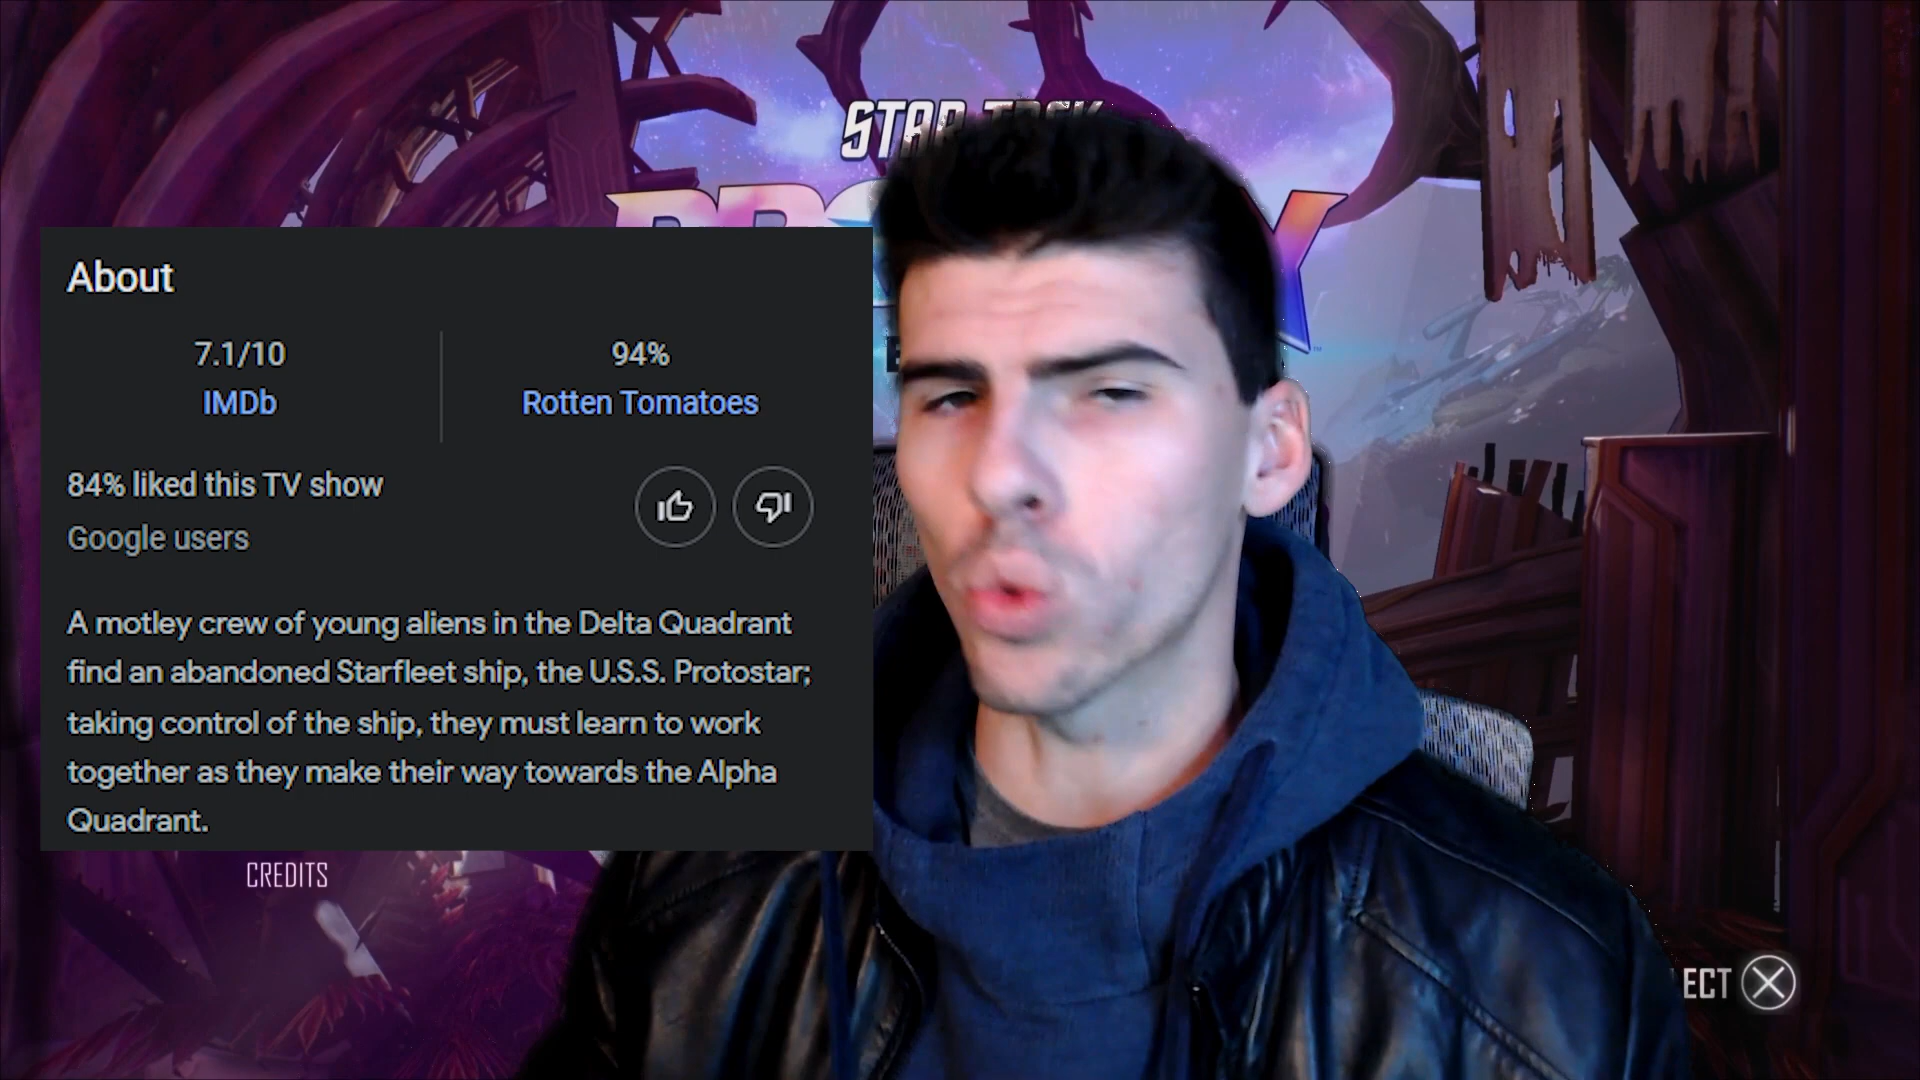 STAR TREK
About
7.1/10
94%
IMDb
Rotten Tomatoes
84% liked this TV show
Google users
A motley crew of young aliens in the Delta Quadrant
find an abandoned Starfleet ship, the U.S.S. Protostar;
taking control of the ship, they must learn to work
together as they make their way towards the Alpha
Quadrant.
CREDITS
ECT